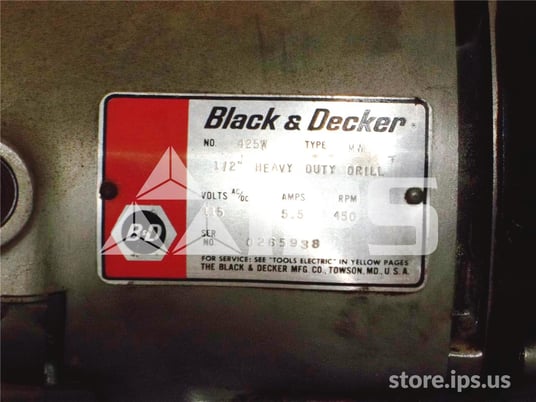 Black & Decker
NO. 425W TYPE
1/2" HEAVY DUTY DRILL
VOLTS AC/DC AMPS RPM
115 5.5 450
SER NO 0265938
B&D
FOR SERVICE: SEE "TOOLS ELECTRIC" IN YELLOW PAGES
THE BLACK & DECKER MFG. CO., TOWSON, MD., U.S.A.
store.ips.us